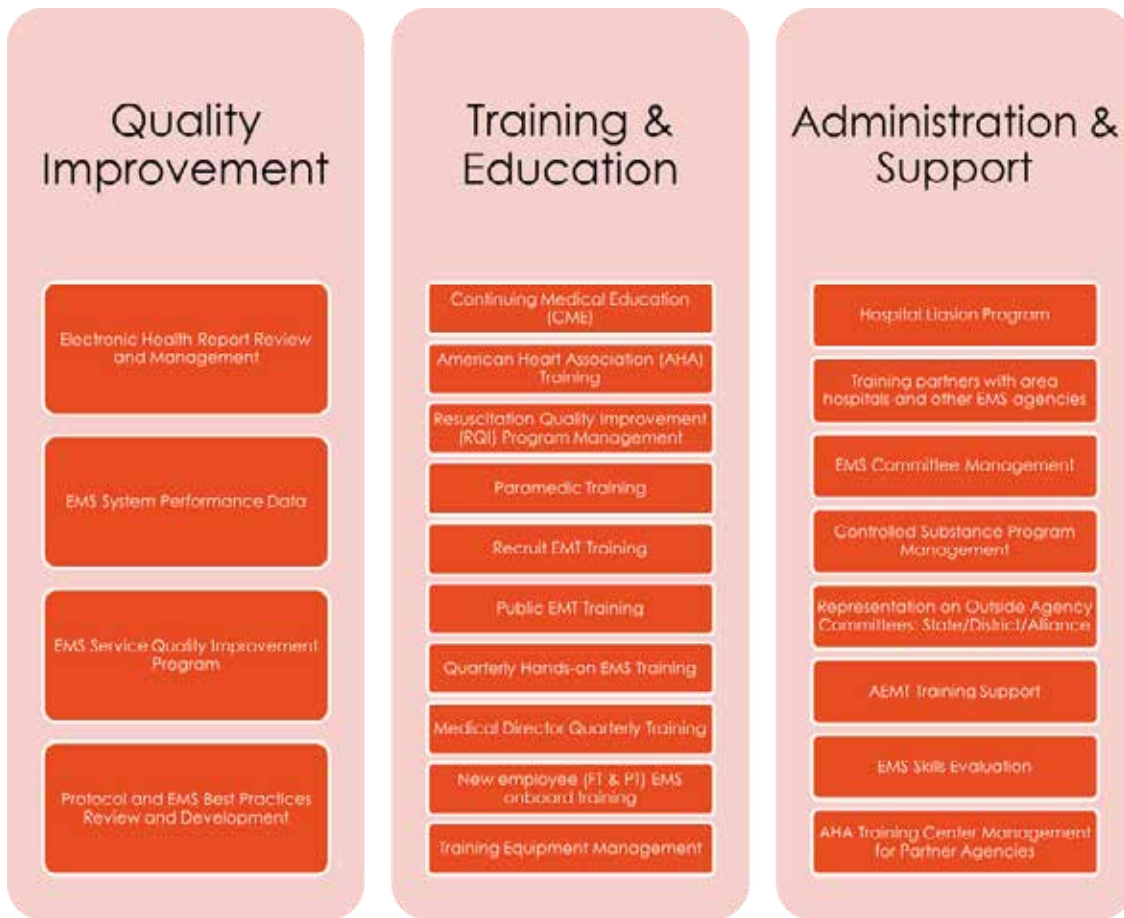 Quality
Improvement
Electronic Health Report Review
and Management
EMS System Performance Data
EMS Service Quality Improvement
Program
Protocol and EMS Best Practices
Review and Development
Training &
Education
Continuing Medical Education
(CME)
American Heart Association (AHA)
Training
Resuscitation Quality Improvement
(RQI) Program Management
Paramedic Training
Recruit EMT Training
Public EMT Training
Quarterly Hands-on EMS Training
Medical Director Quarterly Training
New employee (FT & PT) EMS
onboard training
Training Equipment Management
Administration &
Support
Hospital Liasion Program
Training partners with area
hospitals and other EMS agencies
EMS Committee Management
Controlled Substance Program
Management
Representation on Outside Agency
Committees: State/District/Alliance
AEMT Training Support
EMS Skills Evaluation
AHA Training Center Management
for Partner Agencies